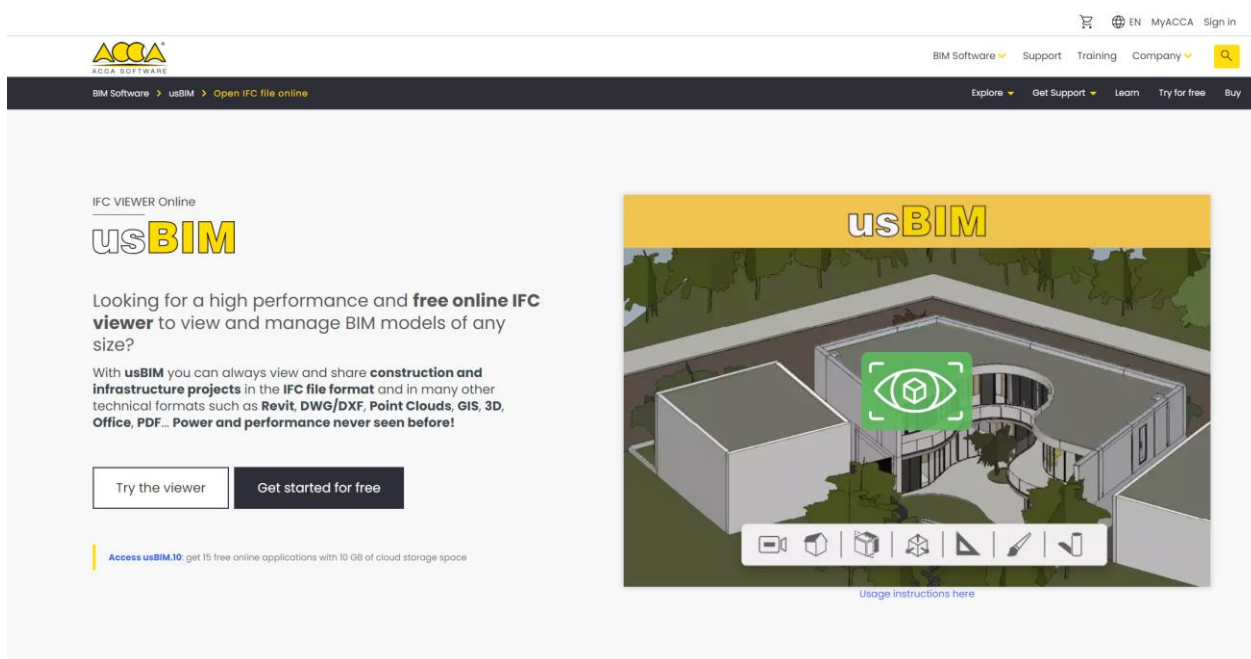 EN MyACCA Sign in
ACCA
ACCA SOFTWARE
BIM Software Support Training Company
BIM Software > usBIM > Open IFC file online
Explore Get Support Learn Try for free Buy
IFC VIEWER Online
usBIM
Looking for a high performance and free online IFC
viewer to view and manage BIM models of any
size?
With usBIM you can always view and share construction and
infrastructure projects in the IFC file format and in many other
technical formats such as Revit, DWG/DXF, Point Clouds, GIS, 3D,
Office, PDF... Power and performance never seen before!
Try the viewer
Get started for free
Access usBIM.10: get 15 free online applications with 10 GB of cloud storage space
usBIM
Usage instructions here